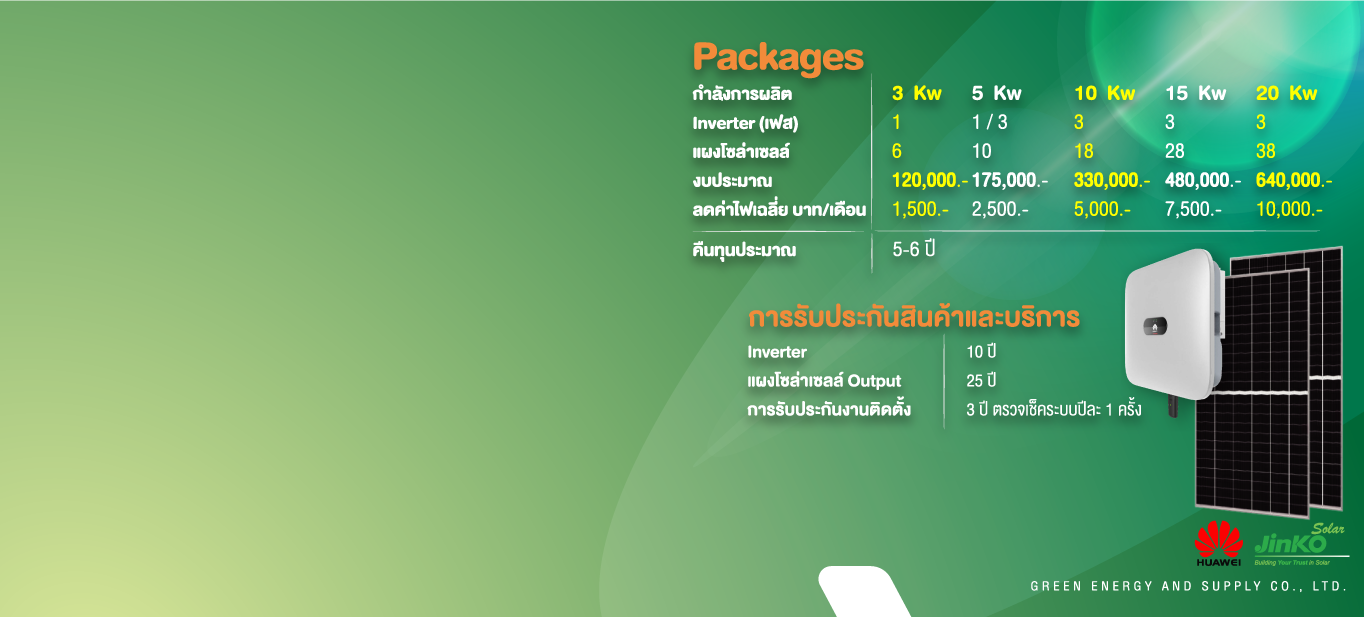 Packages
กำลังการผลิต 3 Kw 5 Kw 10 Kw 15 Kw 20 Kw
Inverter (เฟส) 1 1 / 3 3 3 3
แผงโซล่าเซลล์ 6 10 18 28 38
งบประมาณ 120,000.- 175,000.- 330,000.- 480,000.- 640,000.-
ลดค่าไฟเฉลี่ย บาท/เดือน 1,500.- 2,500.- 5,000.- 7,500.- 10,000.-
คืนทุนประมาณ 5-6 ปี
การรับประกันสินค้าและบริการ
Inverter 10 ปี
แผงโซล่าเซลล์ Output 25 ปี
การรับประกันงานติดตั้ง 3 ปี ตรวจเช็คระบบปีละ 1 ครั้ง
HUAWEI
Solar
JinKO
Building Your Trust in Solar
GREEN ENERGY AND SUPPLY CO., LTD.